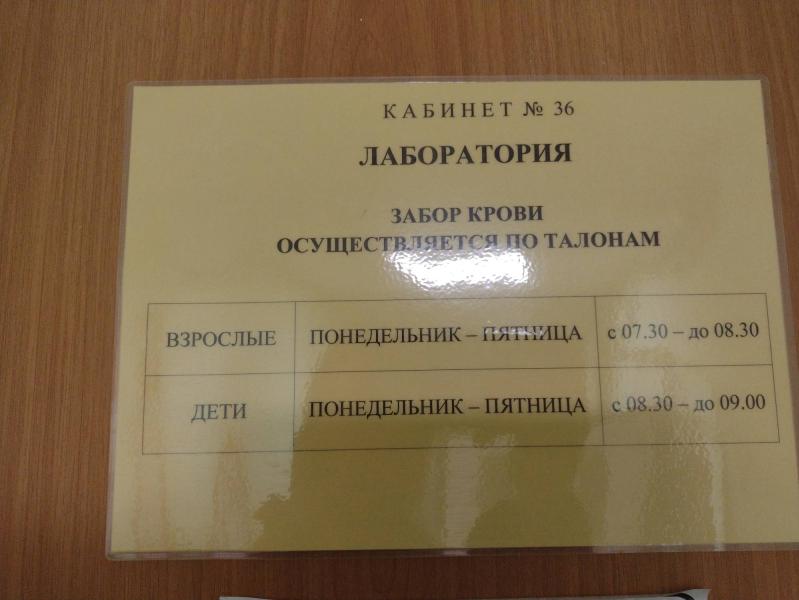 КАБИНЕТ № 36
ЛАБОРАТОРИЯ
ЗАБОР КРОВИ
ОСУЩЕСТВЛЯЕТСЯ ПО ТАЛОНАМ
ВЗРОСЛЫЕ ПОНЕДЕЛЬНИК – ПЯТНИЦА с 07.30 – до 08.30
ДЕТИ ПОНЕДЕЛЬНИК – ПЯТНИЦА с 08.30 – до 09.00